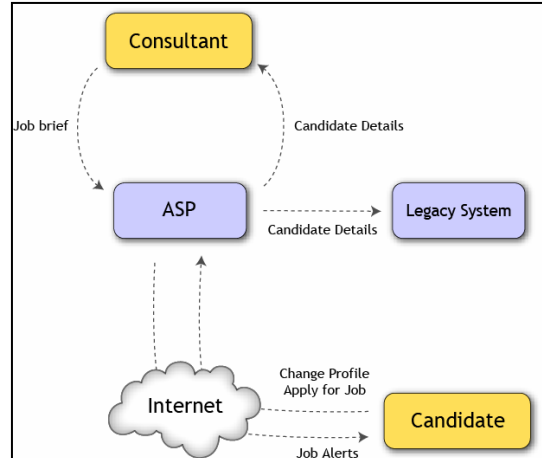 Consultant
Job brief
Candidate Details
ASP
Legacy System
Candidate Details
Change Profile
Apply for Job
Internet
Candidate
Job Alerts